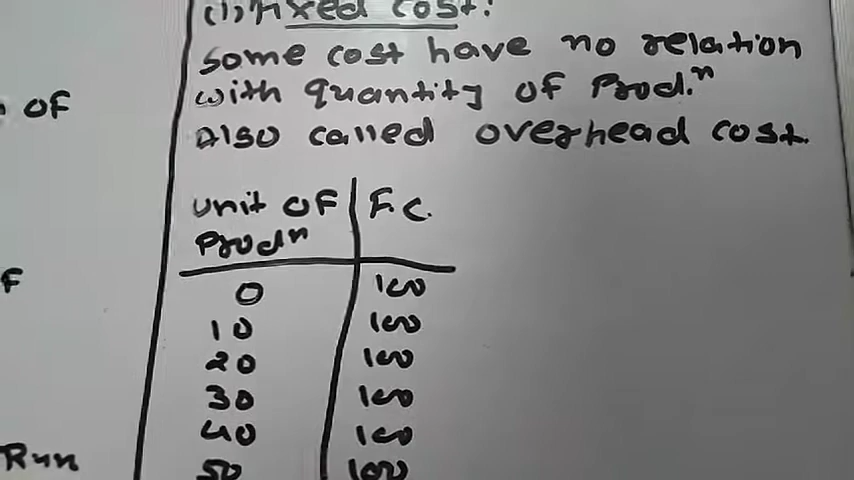 (1) Fixed cost:
some cost have no relation
with quantity of Prod.ⁿ
Also called overhead cost.
of
unit of Prodⁿ | F.C.
F
0 | 100
10 | 100
20 | 100
30 | 100
40 | 100
Run
50 | 100